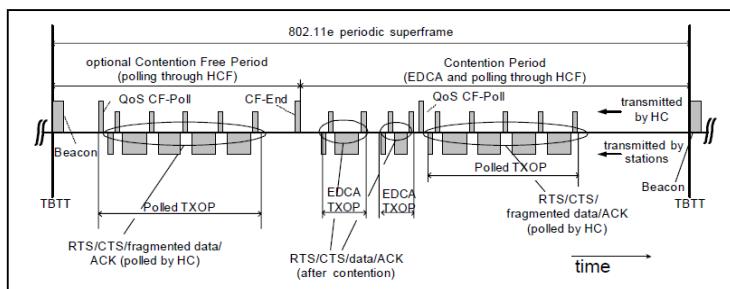 802.11e periodic superframe
optional Contention Free Period
(polling through HCF)
Contention Period
(EDCA and polling through HCF)
QoS CF-Poll
CF-End
QoS CF-Poll
transmitted
by HC
Beacon
transmitted by
stations
TBTT
Polled TXOP
EDCA
TXOP
EDCA
TXOP
Polled TXOP
Beacon
TBTT
RTS/CTS/fragmented data/
ACK (polled by HC)
RTS/CTS/data/ACK
(after contention)
RTS/CTS/
fragmented data/ACK
(polled by HC)
time